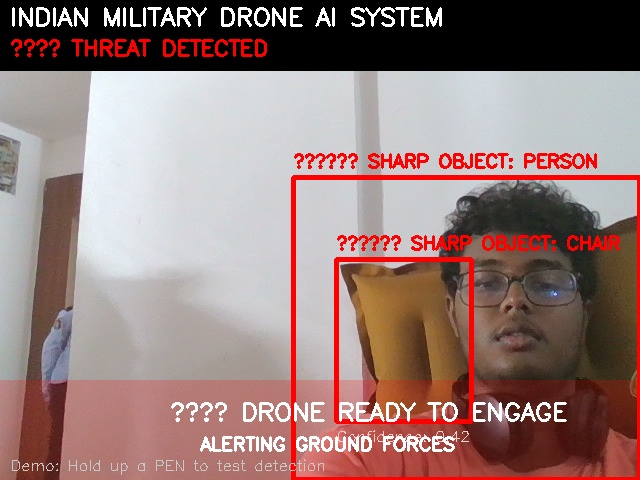 INDIAN MILITARY DRONE AI SYSTEM
???? THREAT DETECTED
?????? SHARP OBJECT: PERSON
?????? SHARP OBJECT: CHAIR
???? DRONE READY TO ENGAGE
Confidence: 0.42
ALERTING GROUND FORCES
Demo: Hold up a PEN to test detection